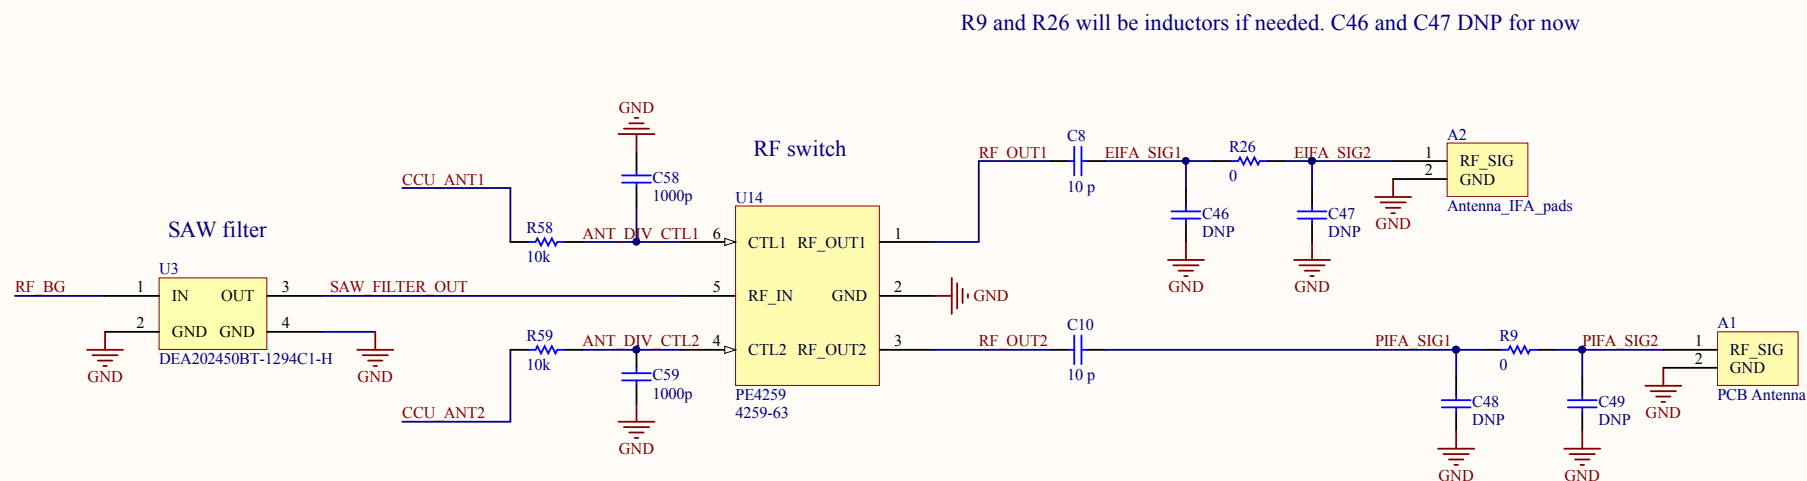 R9 and R26 will be inductors if needed. C46 and C47 DNP for now
SAW filter
RF_BG
U3
1
IN
OUT
3
2
GND
GND
4
DEA202450BT-1294C1-H
GND
GND
SAW_FILTER_OUT
CCU_ANT1
R58
10k
GND
C58
1000p
ANT_DIV_CTL1
R59
10k
ANT_DIV_CTL2
C59
1000p
GND
CCU_ANT2
RF switch
U14
6
CTL1
RF_OUT1
1
5
RF_IN
GND
2
4
CTL2
RF_OUT2
3
PE4259
4259-63
GND
RF_OUT1
C8
10 p
EIFA_SIG1
R26
0
EIFA_SIG2
C46
DNP
GND
C47
DNP
GND
A2
1
RF_SIG
2
GND
Antenna_IFA_pads
GND
RF_OUT2
C10
10 p
PIFA_SIG1
R9
0
PIFA_SIG2
C48
DNP
GND
C49
DNP
GND
A1
1
RF_SIG
2
GND
PCB Antenna
GND